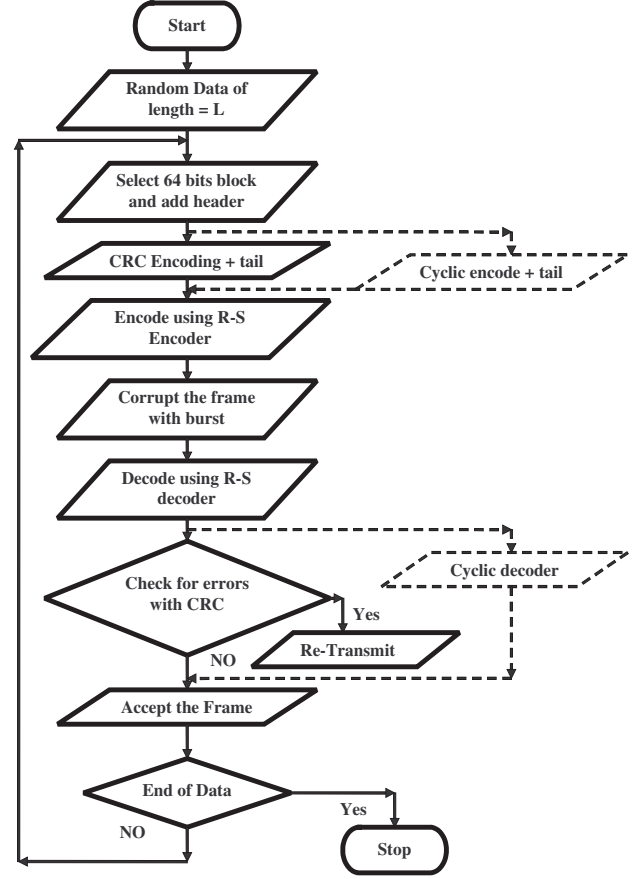 Start
Random Data of
length = L
Select 64 bits block
and add header
CRC Encoding + tail
Cyclic encode + tail
Encode using R-S
Encoder
Corrupt the frame
with burst
Decode using R-S
decoder
Check for errors
with CRC
Cyclic decoder
Yes
Re-Transmit
NO
Accept the Frame
End of Data
Yes
NO
Stop